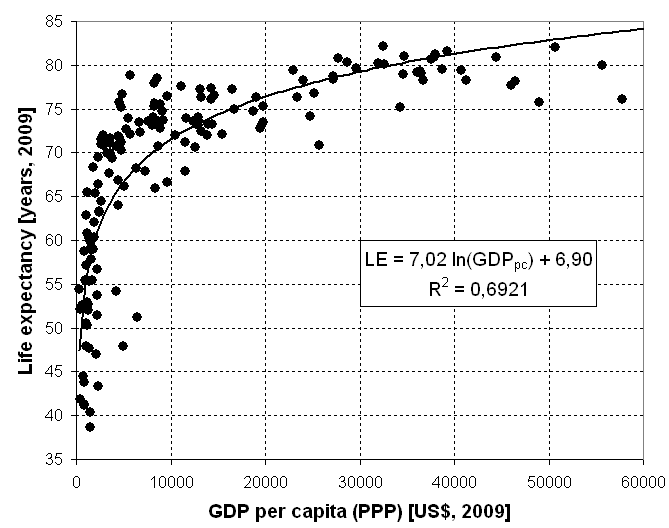 85
80
75
70
65
60
55
50
45
40
35
Life expectancy [years, 2009]
LE = 7,02 ln(GDPpc) + 6,90
R² = 0,6921
0 10000 20000 30000 40000 50000 60000
GDP per capita (PPP) [US$, 2009]